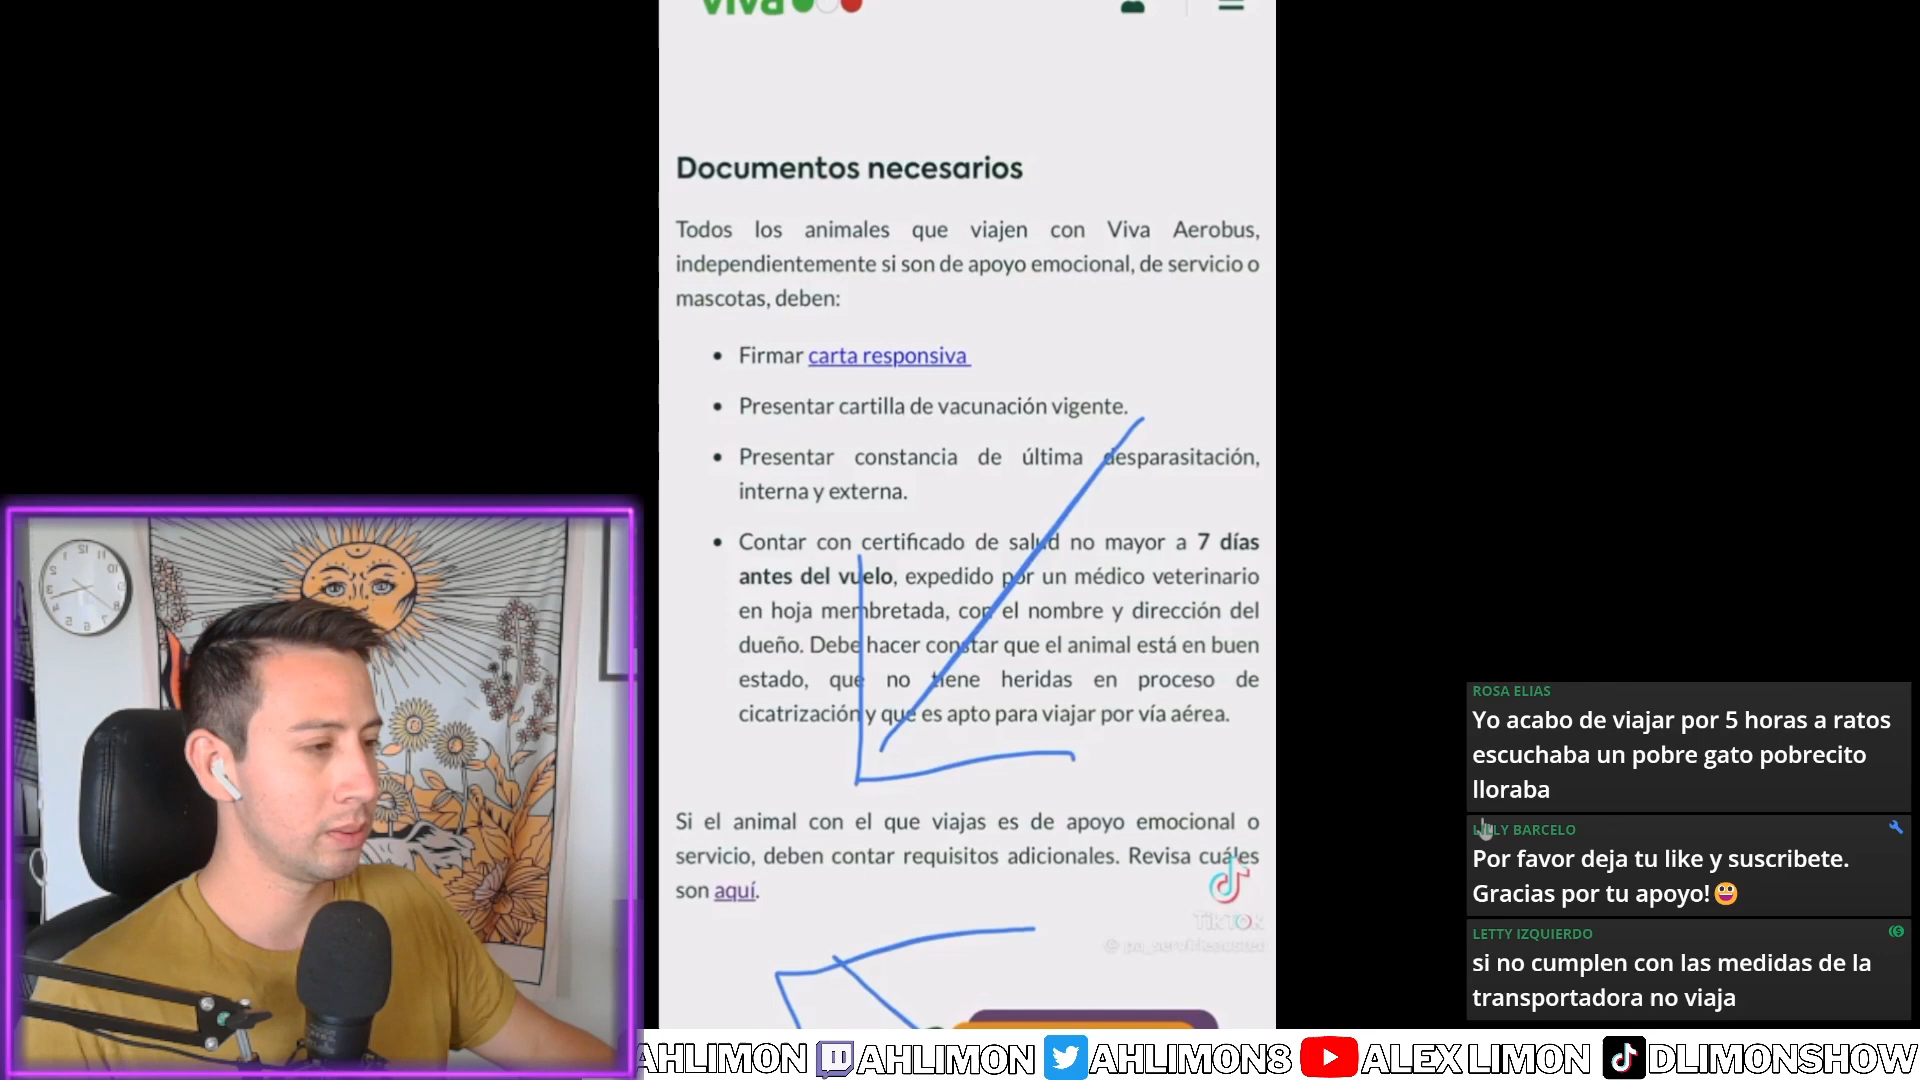 viva
Documentos necesarios
Todos los animales que viajen con Viva Aerobus,
independientemente si son de apoyo emocional, de servicio o
mascotas, deben:
• Firmar carta responsiva
• Presentar cartilla de vacunación vigente.
• Presentar constancia de última desparasitación,
interna y externa.
• Contar con certificado de salud no mayor a 7 días
antes del vuelo, expedido por un médico veterinario
en hoja membretada, con el nombre y dirección del
dueño. Debe hacer constar que el animal está en buen
estado, que no tiene heridas en proceso de
cicatrización y que es apto para viajar por vía aérea.
Si el animal con el que viajas es de apoyo emocional o
servicio, deben contar requisitos adicionales. Revisa cuáles
son aquí.
TikTok
ROSA ELIAS
Yo acabo de viajar por 5 horas a ratos
escuchaba un pobre gato pobrecito
lloraba
LILLY BARCELO
Por favor deja tu like y suscribete.
Gracias por tu apoyo!😀
LETTY IZQUIERDO
si no cumplen con las medidas de la
transportadora no viaja
AHLIMON AHLIMON AHLIMON8 ALEX LIMON DLIMONSHOW